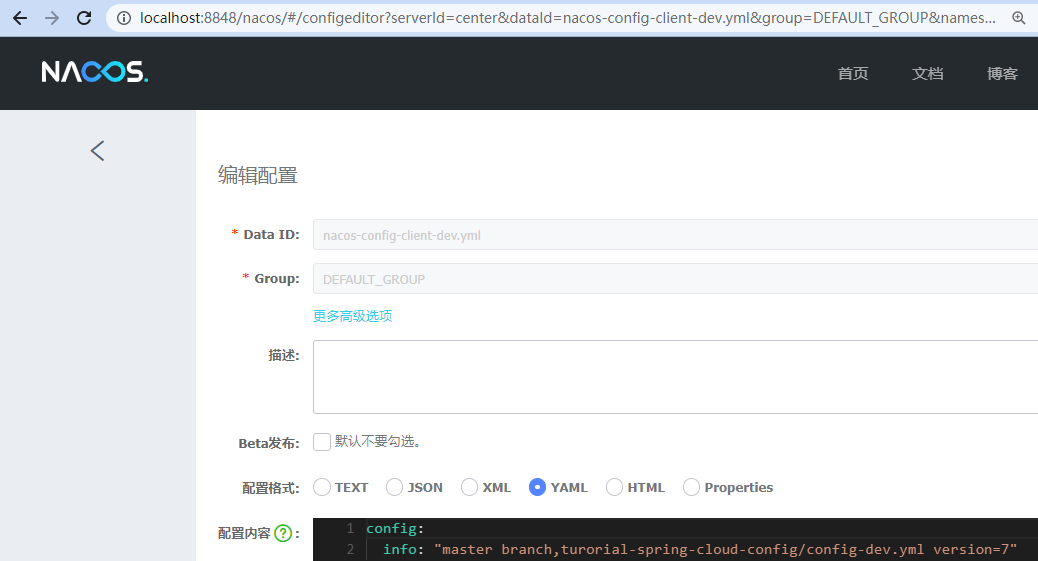 localhost:8848/nacos/#/configeditor?serverId=center&dataId=nacos-config-client-dev.yml&group=DEFAULT_GROUP&names...
NACOS.
首页 文档 博客
编辑配置
* Data ID: nacos-config-client-dev.yml
* Group: DEFAULT_GROUP
更多高级选项
描述:
Beta发布: 默认不要勾选。
配置格式: TEXT JSON XML YAML HTML Properties
配置内容 ? :
1 config:
2 info: "master branch,turorial-spring-cloud-config/config-dev.yml version=7"